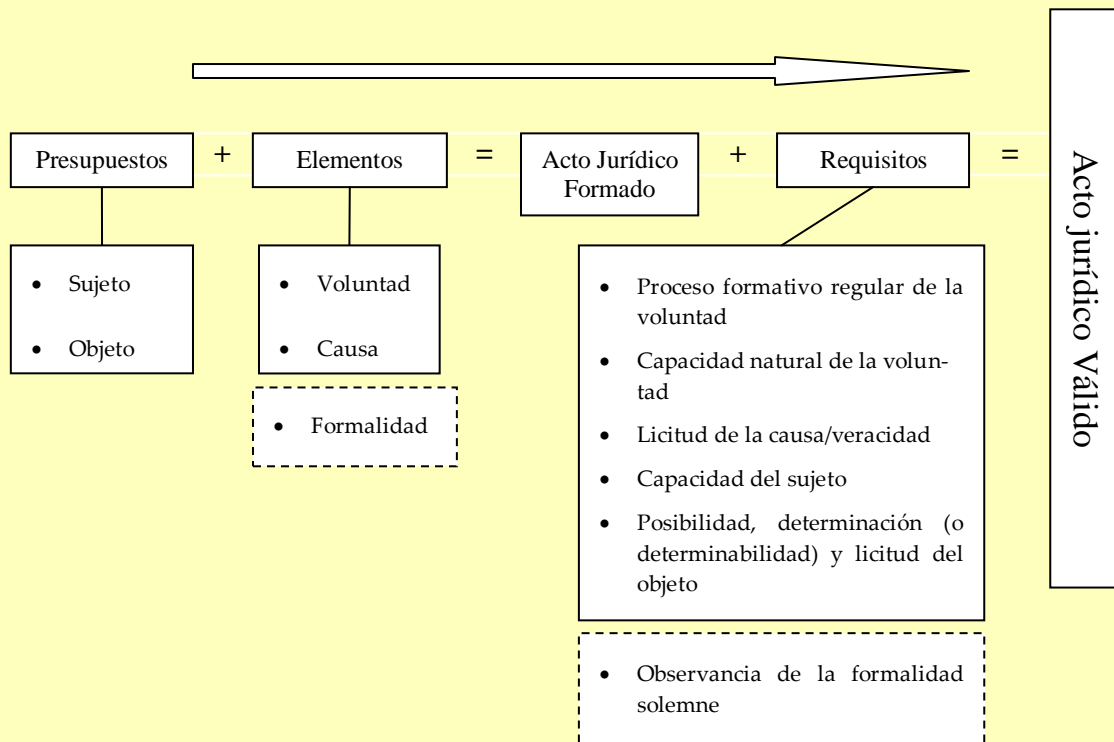 Presupuestos + Elementos = Acto Jurídico + Requisitos =
Formado
• Sujeto
• Objeto
• Voluntad
• Causa
• Formalidad
• Proceso formativo regular de la
voluntad
• Capacidad natural de la volun-
tad
• Licitud de la causa/veracidad
• Capacidad del sujeto
• Posibilidad, determinación (o
determinabilidad) y licitud del
objeto
• Observancia de la formalidad
solemne
Acto jurídico Válido